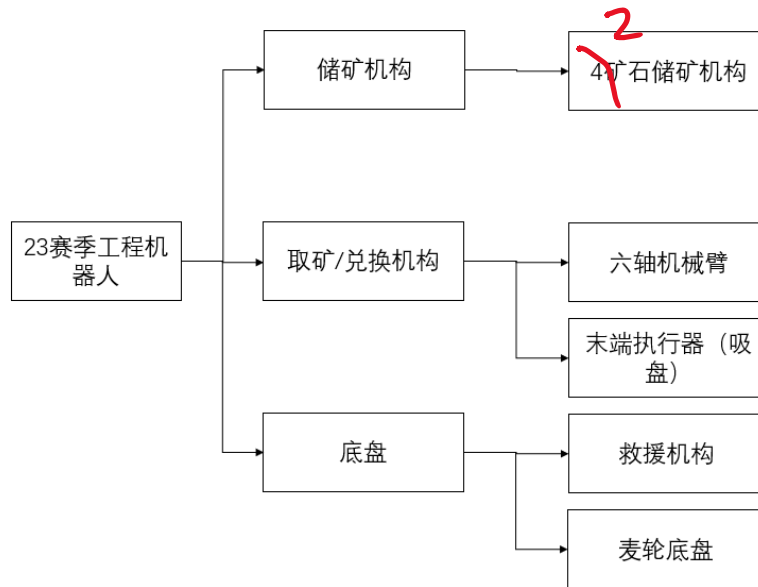 2
储矿机构
4矿石储矿机构
23赛季工程机
器人
取矿/兑换机构
六轴机械臂
末端执行器（吸
盘）
底盘
救援机构
麦轮底盘